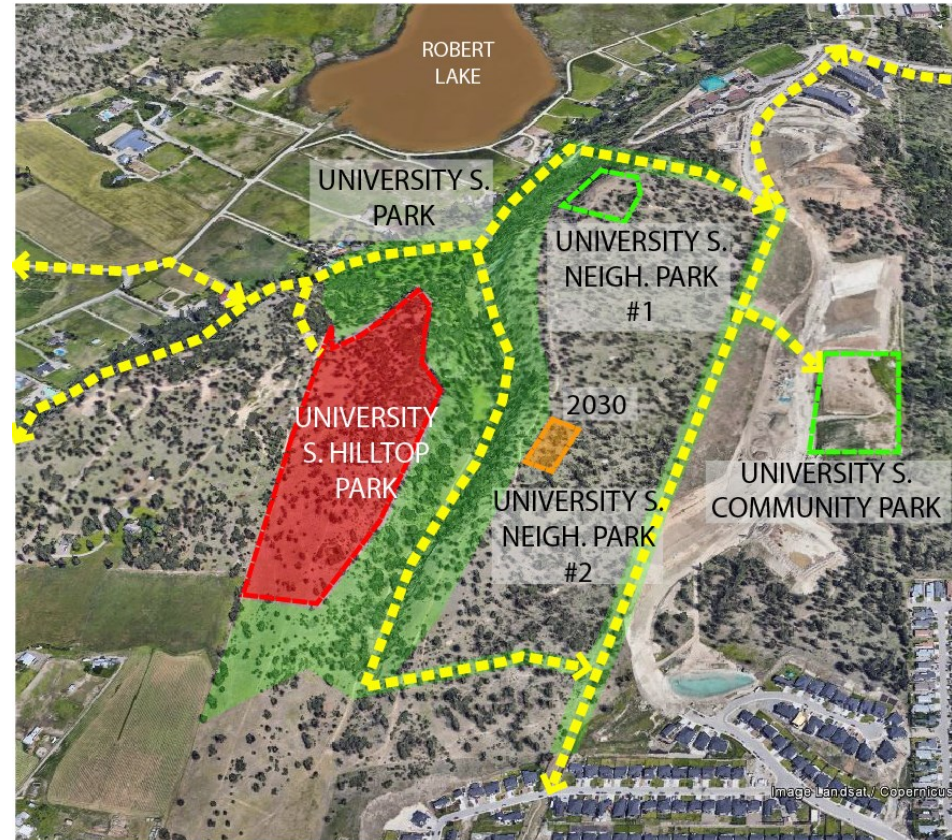 ROBERT
LAKE
UNIVERSITY S.
PARK
UNIVERSITY S.
NEIGH. PARK
#1
UNIVERSITY
S. HILLTOP
PARK
2030
UNIVERSITY S.
NEIGH. PARK
#2
UNIVERSITY S.
COMMUNITY PARK
Image Landsat / Copernicus